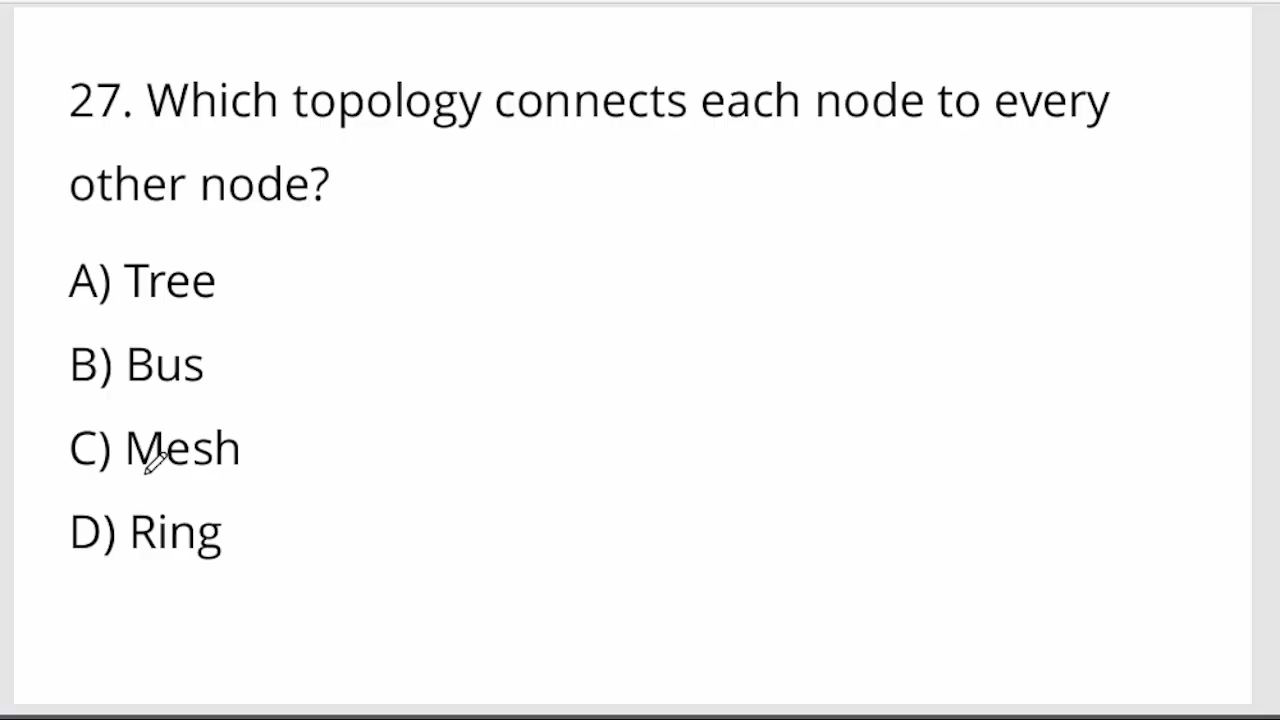 27. Which topology connects each node to every
other node?
A) Tree
B) Bus
C) Mesh
D) Ring